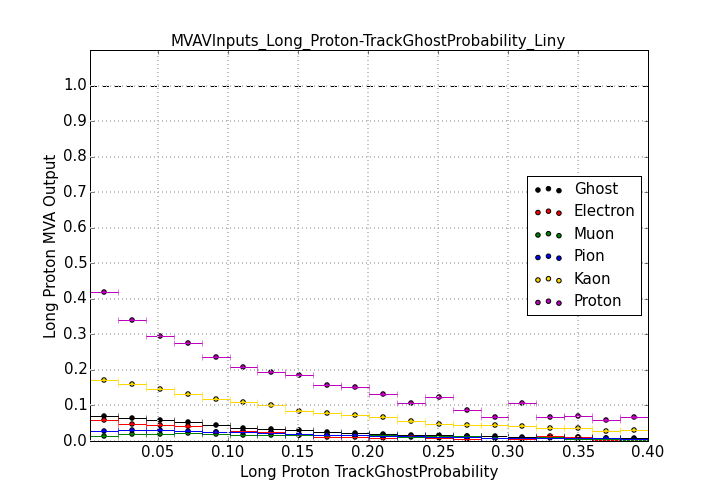 MVAVInputs_Long_Proton-TrackGhostProbability_Liny
1.0
0.9
0.8
0.7
0.6
0.5
0.4
0.3
0.2
0.1
0.0
Long Proton MVA Output
Ghost
Electron
Muon
Pion
Kaon
Proton
0.05 0.10 0.15 0.20 0.25 0.30 0.35 0.40
Long Proton TrackGhostProbability